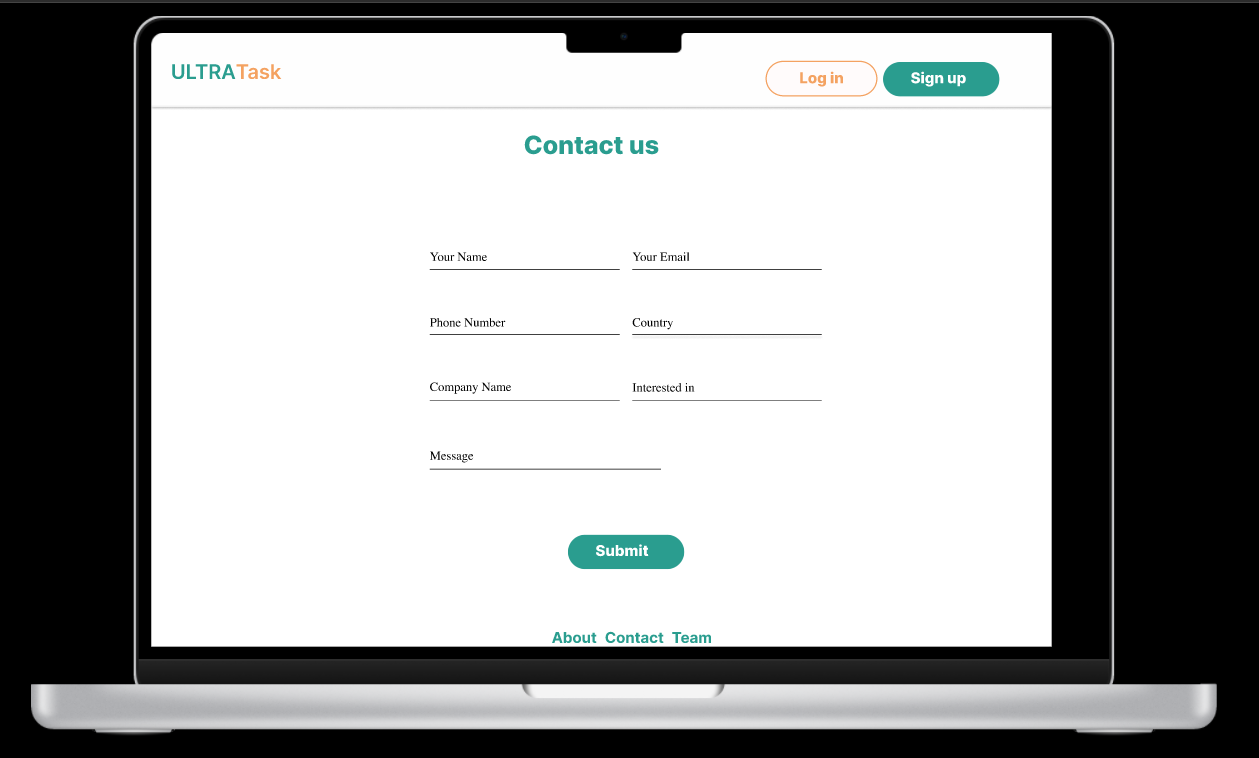 ULTRATask
Log in Sign up
Contact us
Your Name Your Email
Phone Number Country
Company Name Interested in
Message
Submit
About Contact Team